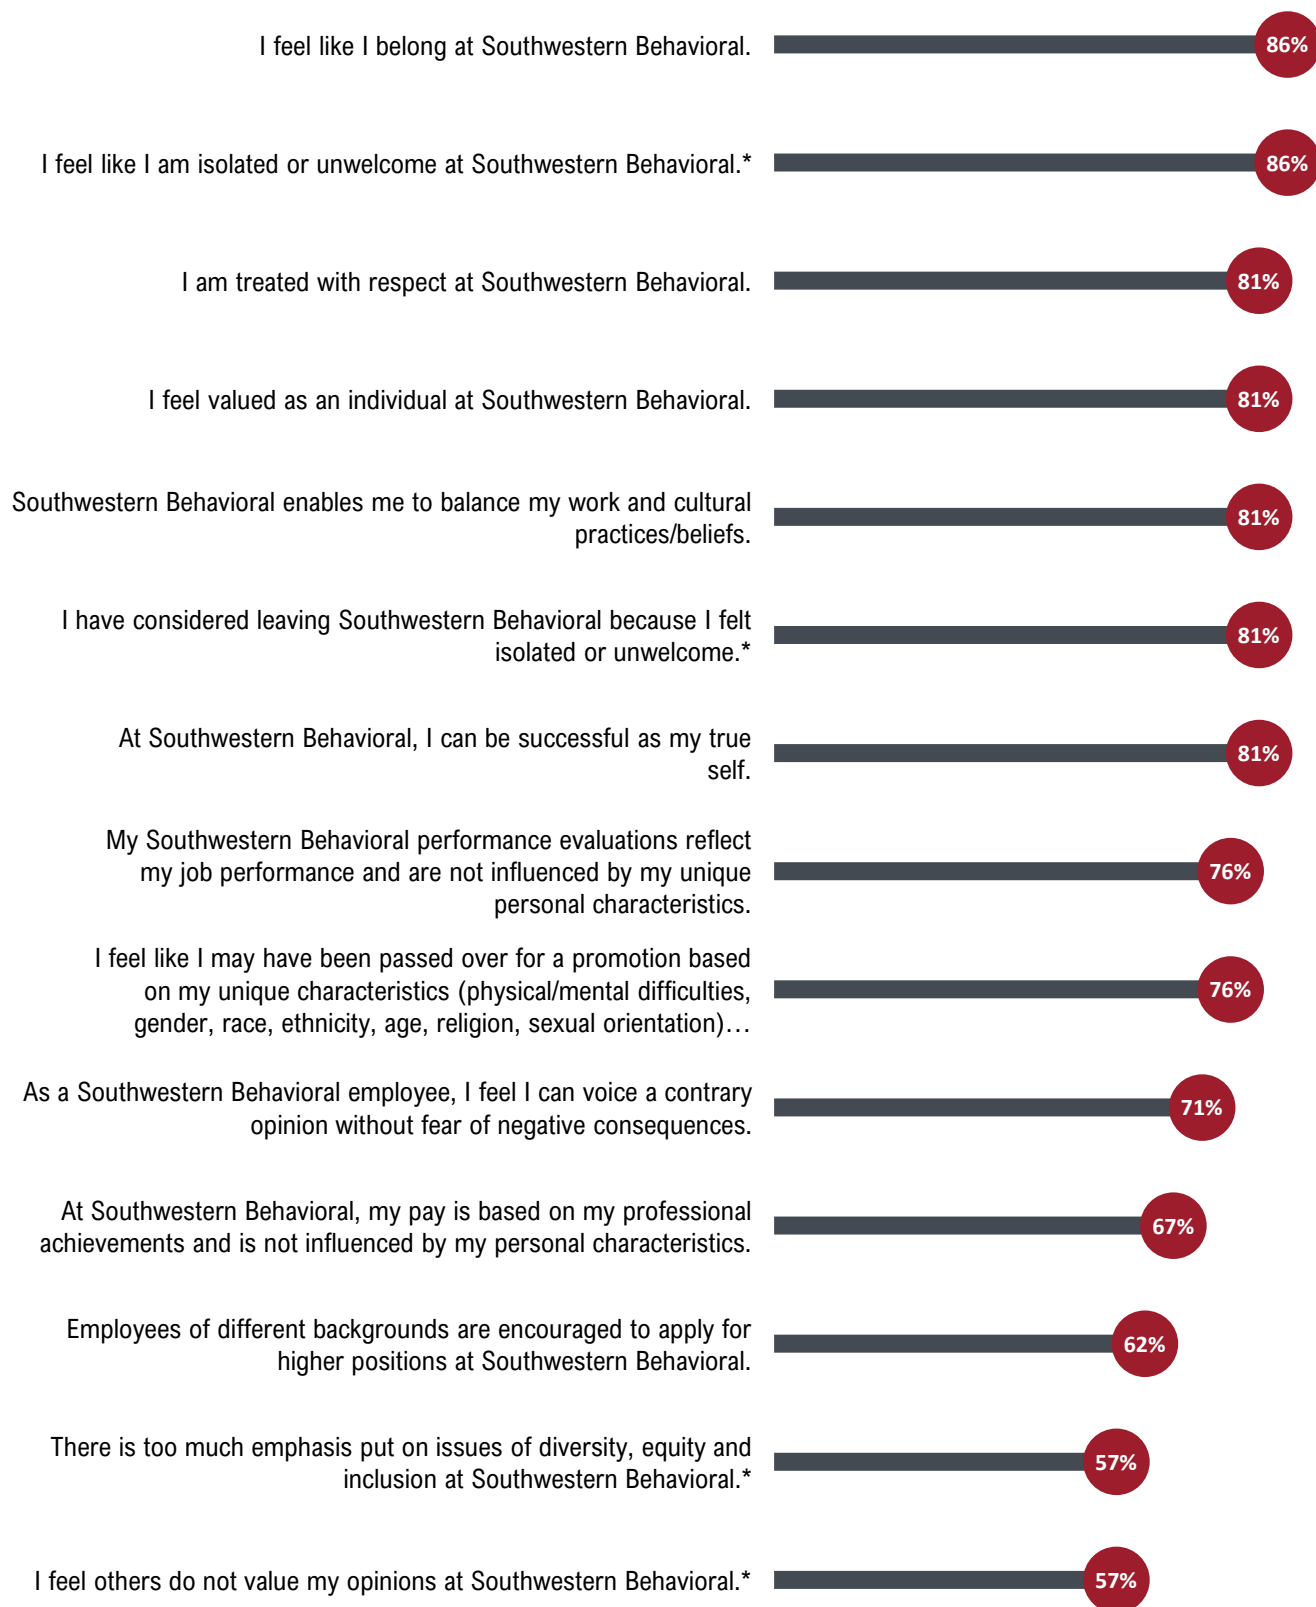 I feel like I belong at Southwestern Behavioral.
86%
I feel like I am isolated or unwelcome at Southwestern Behavioral.*
86%
I am treated with respect at Southwestern Behavioral.
81%
I feel valued as an individual at Southwestern Behavioral.
81%
Southwestern Behavioral enables me to balance my work and cultural
practices/beliefs.
81%
I have considered leaving Southwestern Behavioral because I felt
isolated or unwelcome.*
81%
At Southwestern Behavioral, I can be successful as my true
self.
81%
My Southwestern Behavioral performance evaluations reflect
my job performance and are not influenced by my unique
personal characteristics.
76%
I feel like I may have been passed over for a promotion based
on my unique characteristics (physical/mental difficulties,
gender, race, ethnicity, age, religion, sexual orientation)…
76%
As a Southwestern Behavioral employee, I feel I can voice a contrary
opinion without fear of negative consequences.
71%
At Southwestern Behavioral, my pay is based on my professional
achievements and is not influenced by my personal characteristics.
67%
Employees of different backgrounds are encouraged to apply for
higher positions at Southwestern Behavioral.
62%
There is too much emphasis put on issues of diversity, equity and
inclusion at Southwestern Behavioral.*
57%
I feel others do not value my opinions at Southwestern Behavioral.*
57%